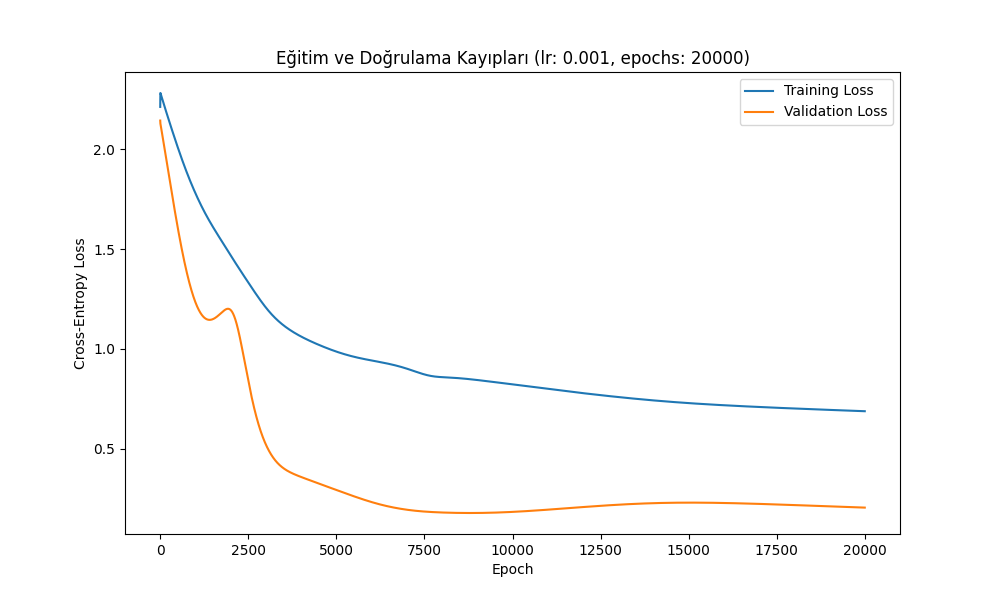 Eğitim ve Doğrulama Kayıpları (lr: 0.001, epochs: 20000)
Training Loss
Validation Loss
Cross-Entropy Loss
2.0
1.5
1.0
0.5
0 2500 5000 7500 10000 12500 15000 17500 20000
Epoch